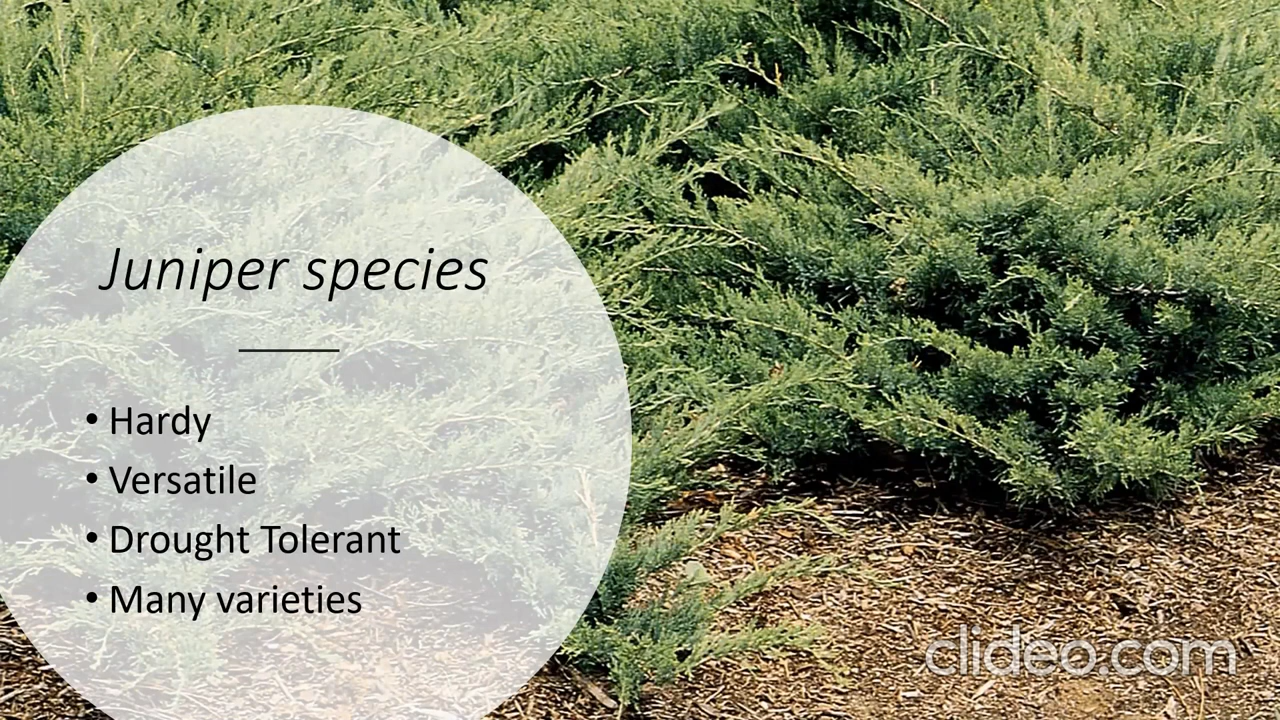 Juniper species
• Hardy
• Versatile
• Drought Tolerant
• Many varieties
clideo.com